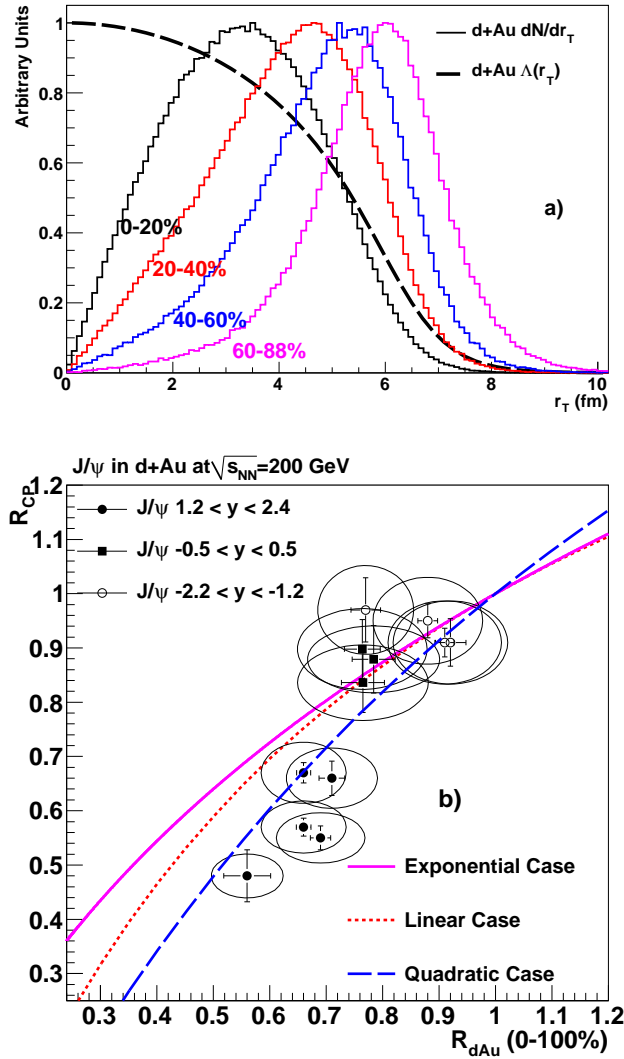 Arbitrary Units
1
0.8
0.6
0.4
0.2
0
d+Au dN/dr_T
d+Au Λ(r_T)
a)
0-20%
20-40%
40-60%
60-88%
0 2 4 6 8 10
r_T (fm)
J/ψ in d+Au at √s_NN=200 GeV
R_CP
1.2
1.1
1
0.9
0.8
0.7
0.6
0.5
0.4
0.3
J/ψ 1.2 < y < 2.4
J/ψ -0.5 < y < 0.5
J/ψ -2.2 < y < -1.2
b)
Exponential Case
Linear Case
Quadratic Case
0.3 0.4 0.5 0.6 0.7 0.8 0.9 1 1.1 1.2
R_dAu (0-100%)